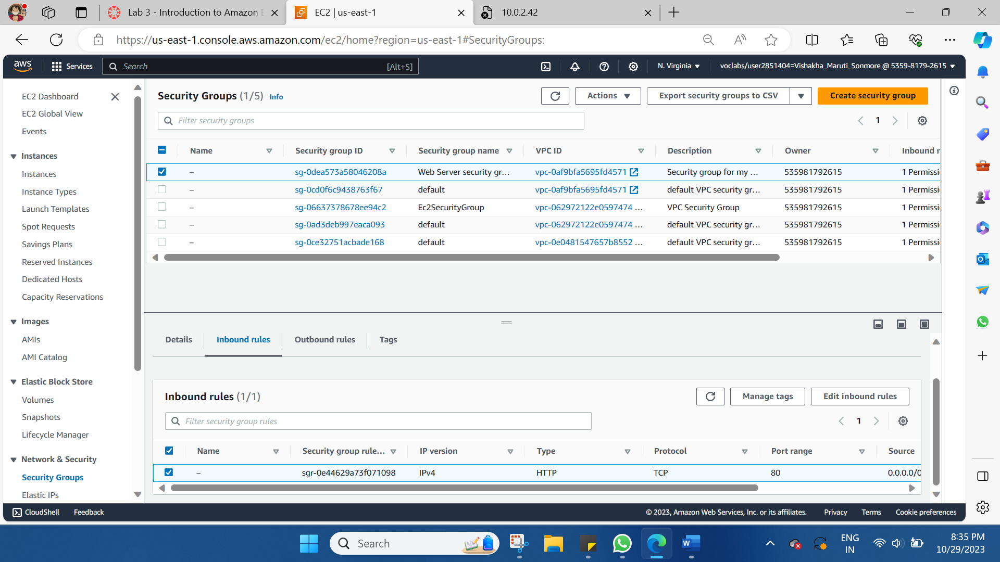 Lab 3 - Introduction to Amazon E
EC2 | us-east-1
10.0.2.42
https://us-east-1.console.aws.amazon.com/ec2/home?region=us-east-1#SecurityGroups:
aws
Services
Search
[Alt+S]
N. Virginia
voclabs/user2851404=Vishakha_Maruti_Sonmore @ 5359-8179-2615
EC2 Dashboard
EC2 Global View
Events
Instances
Instances
Instance Types
Launch Templates
Spot Requests
Savings Plans
Reserved Instances
Dedicated Hosts
Capacity Reservations
Images
AMIs
AMI Catalog
Elastic Block Store
Volumes
Snapshots
Lifecycle Manager
Network & Security
Security Groups
Elastic IPs
Security Groups (1/5) Info
Actions
Export security groups to CSV
Create security group
Filter security groups
1
Name Security group ID Security group name VPC ID Description Owner Inbound r
– sg-0dea573a58046208a Web Server security gr... vpc-0af9bfa5695fd4571 Security group for my ... 535981792615 1 Permissi
– sg-0cd0f6c9438763f67 default vpc-0af9bfa5695fd4571 default VPC security gr... 535981792615 1 Permissi
– sg-06637378678ee94c2 Ec2SecurityGroup vpc-062972122e0597474 ... VPC Security Group 535981792615 1 Permissi
– sg-0ad3deb997eaca093 default vpc-062972122e0597474 ... default VPC security gr... 535981792615 1 Permissi
– sg-0ce32751acbade168 default vpc-0e0481547657b8552 ... default VPC security gr... 535981792615 1 Permissi
Details
Inbound rules
Outbound rules
Tags
Inbound rules (1/1)
Manage tags
Edit inbound rules
Filter security group rules
1
Name Security group rule... IP version Type Protocol Port range Source
– sgr-0e44629a73f071098 IPv4 HTTP TCP 80 0.0.0.0/0
CloudShell
Feedback
© 2023, Amazon Web Services, Inc. or its affiliates.
Privacy
Terms
Cookie preferences
Search
ENG
IN
8:35 PM
10/29/2023